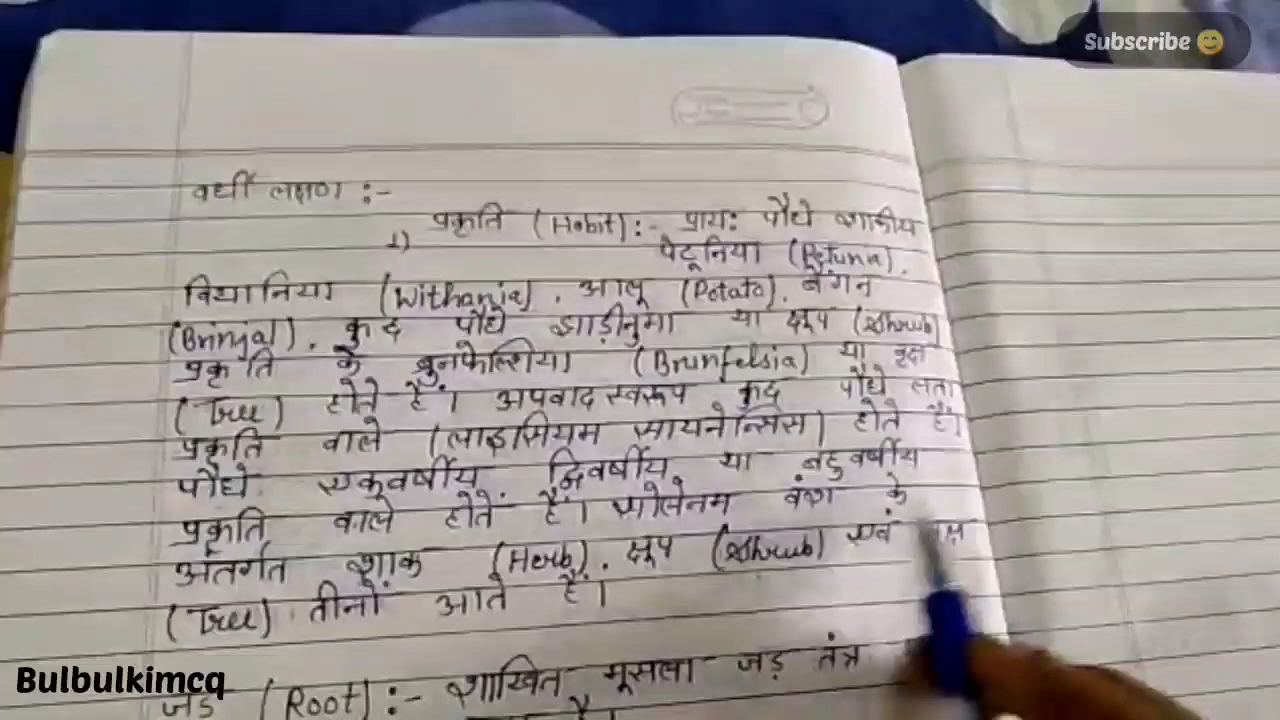 Subscribe 😊
वर्धी लक्षण :-
1) प्रकृति (Habit):- प्रायः पौधे शाकीय
पेटूनिया (Petunia),
विथानिया (Withania), आलू (Potato), बैंगन
(Brinjal), कुद पौधे झाड़ीनुमा या क्षूप (Shrub)
प्रकृति के ब्रुनफेल्शिया (Brunfelsia) या वृक्ष
(Tree) होते हैं। अपवाद स्वरूप कुद पौधे लता
प्रकृति वाले (लाइसियम सायनेन्सिस) होते हैं।
पौधे एकवर्षीय द्विवर्षीय या बहुवर्षीय
प्रकृति वाले होतें हैं। सोलेनम वंश के
अंतर्गत शाक (Herb), क्षूप (Shrub) एवं
(Tree) तीनों आते हैं।
जड़ (Root):- शाखित मूसला जड़ तंत्र
Bulbulkimcq